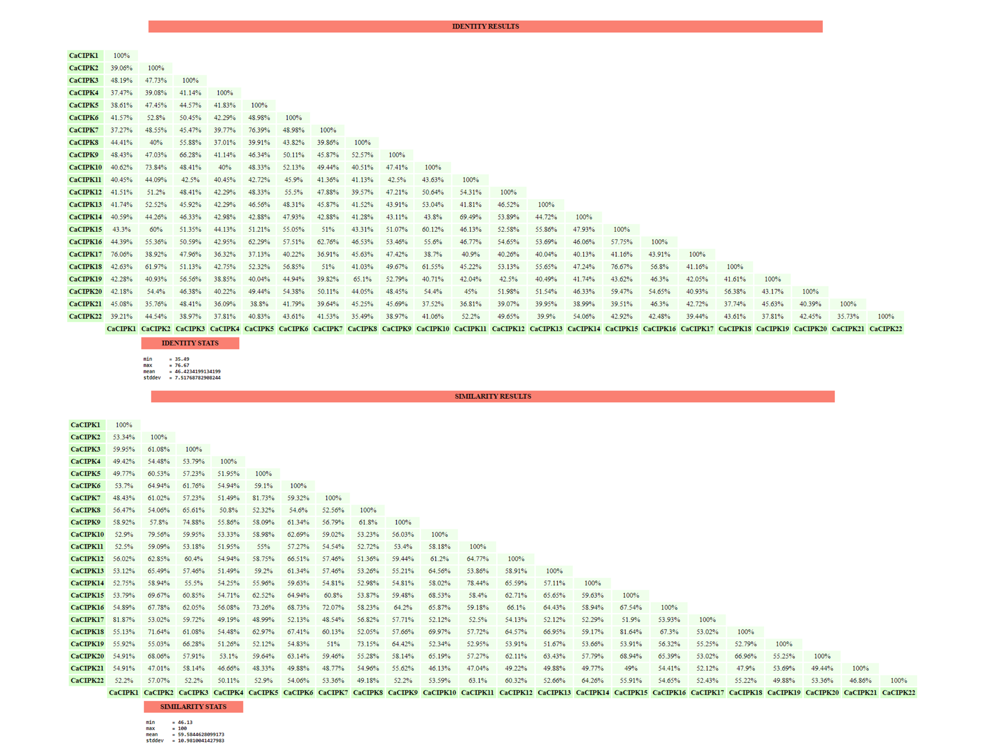 IDENTITY RESULTS
CaCIPK1 100%
CaCIPK2 39.06% 100%
CaCIPK3 48.19% 47.73% 100%
CaCIPK4 37.47% 39.08% 41.14% 100%
CaCIPK5 38.61% 47.45% 44.57% 41.83% 100%
CaCIPK6 41.57% 52.8% 50.45% 42.29% 48.98% 100%
CaCIPK7 37.27% 48.55% 45.47% 39.77% 76.39% 48.98% 100%
CaCIPK8 44.41% 40% 55.88% 37.01% 39.91% 43.82% 39.86% 100%
CaCIPK9 48.43% 47.03% 66.28% 41.14% 46.34% 50.11% 45.87% 52.57% 100%
CaCIPK10 40.62% 73.84% 48.41% 40% 48.33% 52.13% 49.44% 40.51% 47.41% 100%
CaCIPK11 40.45% 44.09% 42.5% 40.45% 42.72% 45.9% 41.36% 41.13% 42.5% 43.63% 100%
CaCIPK12 41.51% 51.2% 48.41% 42.29% 48.33% 55.5% 47.88% 39.57% 47.21% 50.64% 54.31% 100%
CaCIPK13 41.74% 52.52% 45.92% 42.29% 46.56% 48.31% 45.87% 41.52% 43.91% 53.04% 41.81% 46.52% 100%
CaCIPK14 40.59% 44.26% 46.33% 42.98% 42.88% 47.93% 42.88% 41.28% 43.11% 43.8% 69.49% 53.89% 44.72% 100%
CaCIPK15 43.3% 60% 51.35% 44.13% 51.21% 55.05% 51% 43.31% 51.07% 60.12% 46.13% 52.58% 55.86% 47.93% 100%
CaCIPK16 44.39% 55.36% 50.59% 42.95% 62.29% 57.51% 62.76% 46.53% 53.46% 55.6% 46.77% 54.65% 53.69% 46.06% 57.75% 100%
CaCIPK17 76.06% 38.92% 47.96% 36.32% 37.13% 40.22% 36.91% 45.63% 47.42% 38.7% 40.9% 40.26% 40.04% 40.13% 41.16% 43.91% 100%
CaCIPK18 42.63% 61.97% 51.13% 42.75% 52.32% 56.85% 51% 41.03% 49.67% 61.55% 45.22% 53.13% 55.65% 47.24% 76.67% 56.8% 41.16% 100%
CaCIPK19 42.28% 40.93% 56.56% 38.85% 40.04% 44.94% 39.82% 65.1% 52.79% 40.71% 42.04% 42.5% 40.49% 41.74% 43.62% 46.3% 42.05% 41.61% 100%
CaCIPK20 42.18% 54.4% 46.38% 40.22% 49.44% 54.38% 50.11% 44.05% 48.45% 54.4% 45% 51.98% 51.54% 46.33% 59.47% 54.65% 40.93% 56.38% 43.17% 100%
CaCIPK21 45.08% 35.76% 48.41% 36.09% 38.8% 41.79% 39.64% 45.25% 45.69% 37.52% 36.81% 39.07% 39.95% 38.99% 39.51% 46.3% 42.72% 37.74% 45.63% 40.39% 100%
CaCIPK22 39.21% 44.54% 38.97% 37.81% 40.83% 43.61% 41.53% 35.49% 38.97% 41.06% 52.2% 49.65% 39.9% 54.06% 42.92% 42.48% 39.44% 43.61% 37.81% 42.45% 35.73% 100%
CaCIPK1 CaCIPK2 CaCIPK3 CaCIPK4 CaCIPK5 CaCIPK6 CaCIPK7 CaCIPK8 CaCIPK9 CaCIPK10 CaCIPK11 CaCIPK12 CaCIPK13 CaCIPK14 CaCIPK15 CaCIPK16 CaCIPK17 CaCIPK18 CaCIPK19 CaCIPK20 CaCIPK21 CaCIPK22
IDENTITY STATS
min = 35.49
max = 76.67
mean = 46.4234199134199
stddev = 7.51768782908244
SIMILARITY RESULTS
CaCIPK1 100%
CaCIPK2 53.34% 100%
CaCIPK3 59.95% 61.08% 100%
CaCIPK4 49.42% 54.48% 53.79% 100%
CaCIPK5 49.77% 60.53% 57.23% 51.95% 100%
CaCIPK6 53.7% 64.94% 61.76% 54.94% 59.1% 100%
CaCIPK7 48.43% 61.02% 57.23% 51.49% 81.73% 59.32% 100%
CaCIPK8 56.47% 54.06% 65.61% 50.8% 52.32% 54.6% 52.56% 100%
CaCIPK9 58.92% 57.8% 74.88% 55.86% 58.09% 61.34% 56.79% 61.8% 100%
CaCIPK10 52.9% 79.56% 59.95% 53.33% 58.98% 62.69% 59.02% 53.23% 56.03% 100%
CaCIPK11 52.5% 59.09% 53.18% 51.95% 55% 57.27% 54.54% 52.72% 53.4% 58.18% 100%
CaCIPK12 56.02% 62.85% 60.4% 54.94% 58.75% 66.51% 57.46% 51.36% 59.44% 61.2% 64.77% 100%
CaCIPK13 53.12% 65.49% 57.46% 51.49% 59.2% 61.34% 57.46% 53.26% 55.21% 64.56% 53.86% 58.91% 100%
CaCIPK14 52.75% 58.94% 55.5% 54.25% 55.96% 59.63% 54.81% 52.98% 54.81% 58.02% 78.44% 65.59% 57.11% 100%
CaCIPK15 53.79% 69.67% 60.85% 54.71% 62.52% 64.94% 60.8% 53.87% 59.48% 68.53% 58.4% 62.71% 65.65% 59.63% 100%
CaCIPK16 54.89% 67.78% 62.05% 56.08% 73.26% 68.73% 72.07% 58.23% 64.2% 65.87% 59.18% 66.1% 64.43% 58.94% 67.54% 100%
CaCIPK17 81.87% 53.02% 59.72% 49.19% 48.99% 52.13% 48.54% 56.82% 57.71% 52.12% 52.5% 54.13% 52.12% 52.29% 51.9% 53.93% 100%
CaCIPK18 55.13% 71.64% 61.08% 54.48% 62.97% 67.41% 60.13% 52.05% 57.66% 69.97% 57.72% 64.57% 66.95% 59.17% 81.64% 67.3% 53.02% 100%
CaCIPK19 55.92% 55.03% 66.28% 51.26% 52.12% 54.83% 51% 73.15% 64.42% 52.34% 52.95% 53.91% 51.67% 53.66% 53.91% 56.32% 55.25% 52.79% 100%
CaCIPK20 54.91% 68.06% 57.91% 53.1% 59.64% 63.14% 59.46% 55.28% 58.14% 65.19% 57.27% 62.11% 63.43% 57.79% 68.94% 65.39% 53.02% 66.96% 55.25% 100%
CaCIPK21 54.91% 47.01% 58.14% 46.66% 48.33% 49.88% 48.77% 54.96% 55.62% 46.13% 47.04% 49.22% 49.88% 49.77% 49% 54.41% 52.12% 47.9% 53.69% 49.44% 100%
CaCIPK22 52.2% 57.07% 52.2% 50.11% 52.9% 54.06% 53.36% 49.18% 52.2% 53.59% 63.1% 60.32% 52.66% 64.26% 55.91% 54.65% 52.43% 55.22% 49.88% 53.36% 46.86% 100%
CaCIPK1 CaCIPK2 CaCIPK3 CaCIPK4 CaCIPK5 CaCIPK6 CaCIPK7 CaCIPK8 CaCIPK9 CaCIPK10 CaCIPK11 CaCIPK12 CaCIPK13 CaCIPK14 CaCIPK15 CaCIPK16 CaCIPK17 CaCIPK18 CaCIPK19 CaCIPK20 CaCIPK21 CaCIPK22
SIMILARITY STATS
min = 46.13
max = 100
mean = 59.5844628099173
stddev = 10.9810041427983